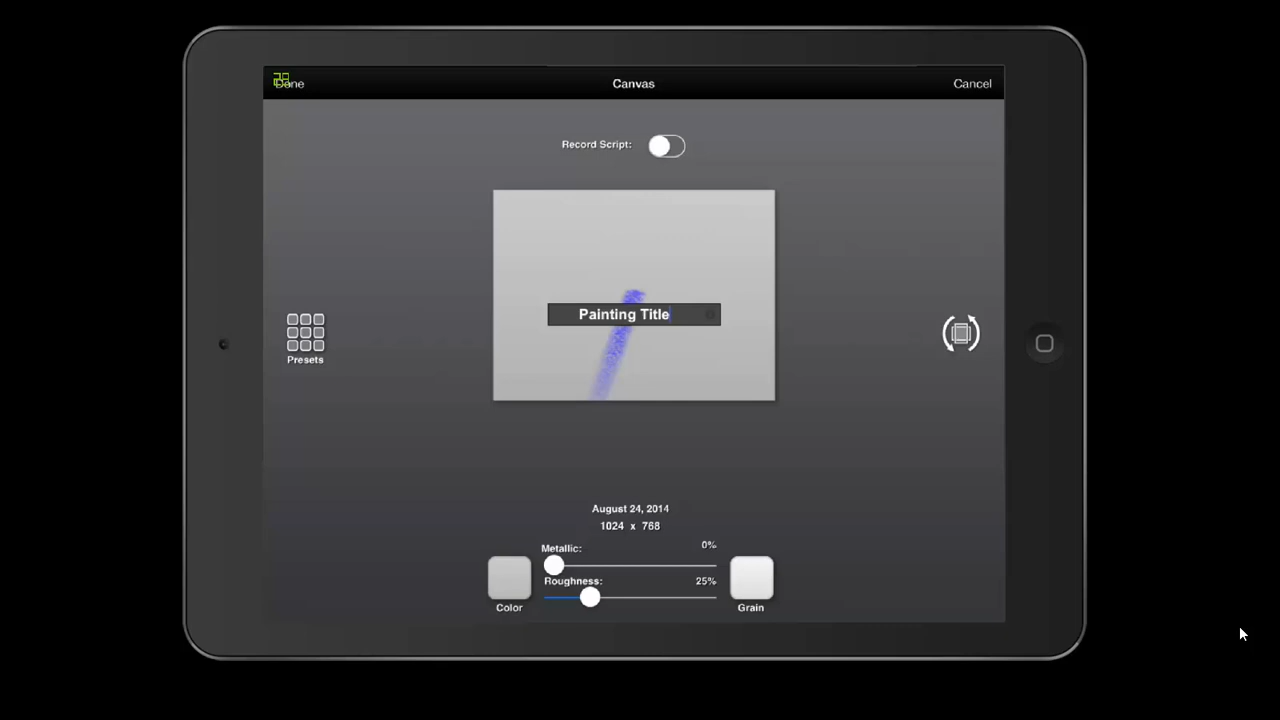 Done
Canvas
Cancel
Record Script:
Painting Title
Presets
August 24, 2014
1024 x 768
Metallic: 0%
Roughness: 25%
Color
Grain